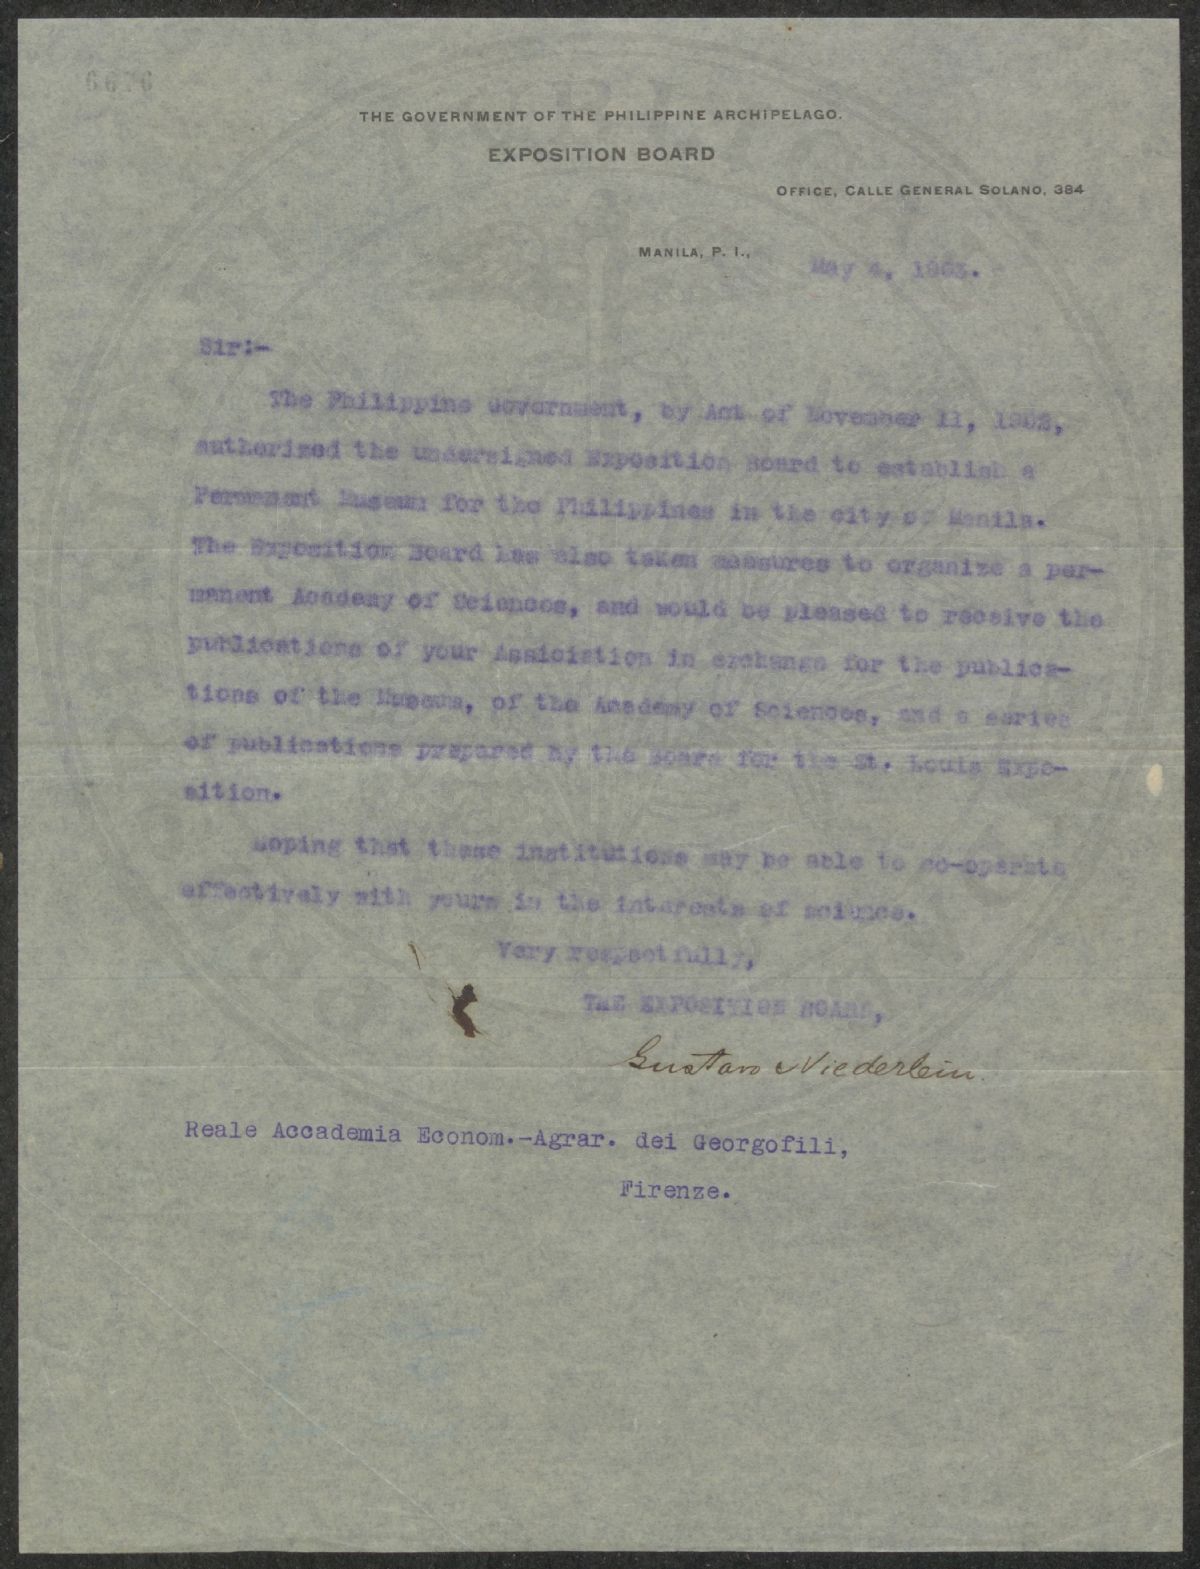 6676
THE GOVERNMENT OF THE PHILIPPINE ARCHIPELAGO.
EXPOSITION BOARD
OFFICE, CALLE GENERAL SOLANO, 384
MANILA, P. I., May 4, 1903.
Sir:-
The Philippine Government, by Act of November 11, 1902,
authorized the undersigned Exposition Board to establish a
Permanent Museum for the Philippines in the city of Manila.
The Exposition Board has also taken measures to organize a per-
manent Academy of Sciences, and would be pleased to receive the
publications of your Assiciation in exchange for the publica-
tions of the Museum, of the Academy of Sciences, and a series
of publications prepared by the Board for the St. Louis Expo-
sition.
Hoping that these institutions may be able to co-operate
effectively with yours in the interests of science.
Very respectfully,
THE EXPOSITION BOARD,
Gustavo Niederlein.
Reale Accademia Econom.-Agrar. dei Georgofili,
Firenze.